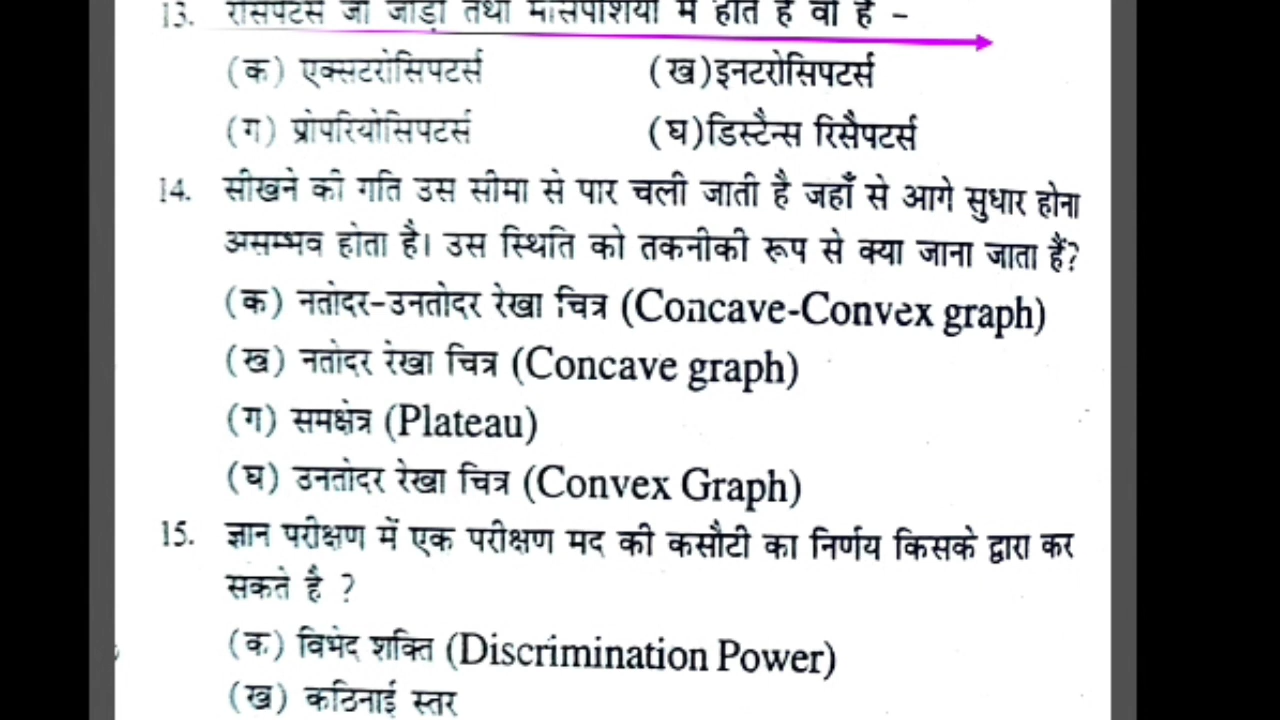 13. रीसेपटर्स जो जोड़ों तथा मांसपेशियों में होते है वो है –
(क) एक्सटरोसिपटर्स (ख)इनटरोसिपटर्स
(ग) प्रोपरियोसिपटर्स (घ)डिस्टैन्स रिसैपटर्स
14. सीखने की गति उस सीमा से पार चली जाती है जहाँ से आगे सुधार होना
असम्भव होता है। उस स्थिति को तकनीकी रूप से क्या जाना जाता हैं?
(क) नतोदर-उनतोदर रेखा चित्र (Concave-Convex graph)
(ख) नतोदर रेखा चित्र (Concave graph)
(ग) समक्षेत्र (Plateau)
(घ) उनतोदर रेखा चित्र (Convex Graph)
15. ज्ञान परीक्षण में एक परीक्षण मद की कसौटी का निर्णय किसके द्वारा कर
सकते है ?
(क) विभेद शक्ति (Discrimination Power)
(ख) कठिनाई स्तर